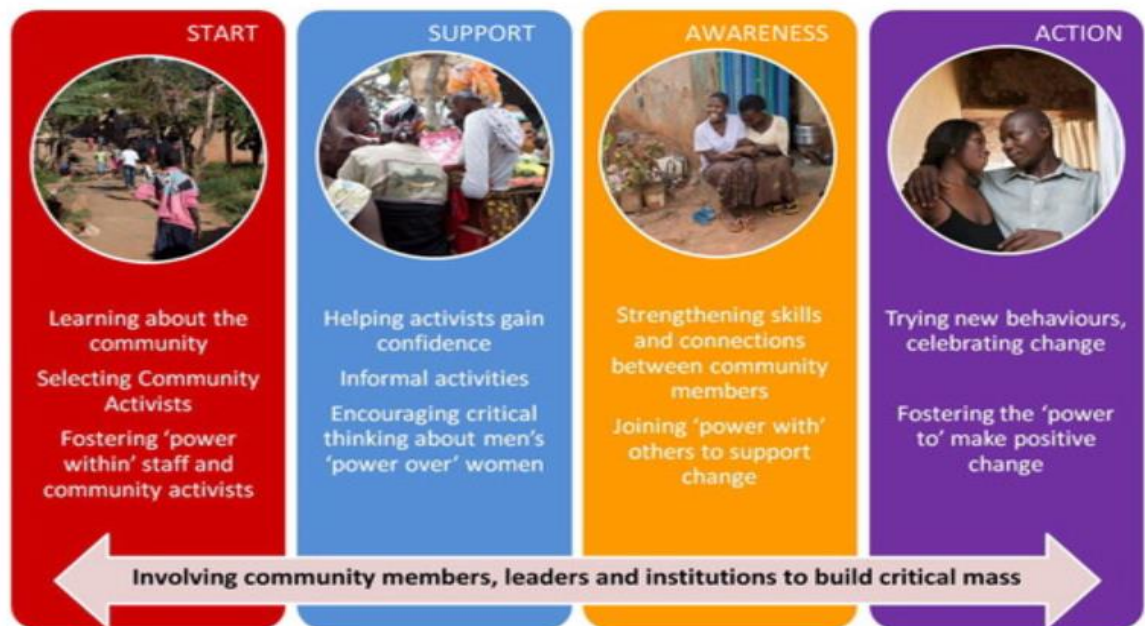 START
Learning about the
community
Selecting Community
Activists
Fostering ‘power
within’ staff and
community activists
SUPPORT
Helping activists gain
confidence
Informal activities
Encouraging critical
thinking about men’s
‘power over’ women
AWARENESS
Strengthening skills
and connections
between community
members
Joining ‘power with’
others to support
change
ACTION
Trying new behaviours,
celebrating change
Fostering the ‘power
to’ make positive
change
Involving community members, leaders and institutions to build critical mass